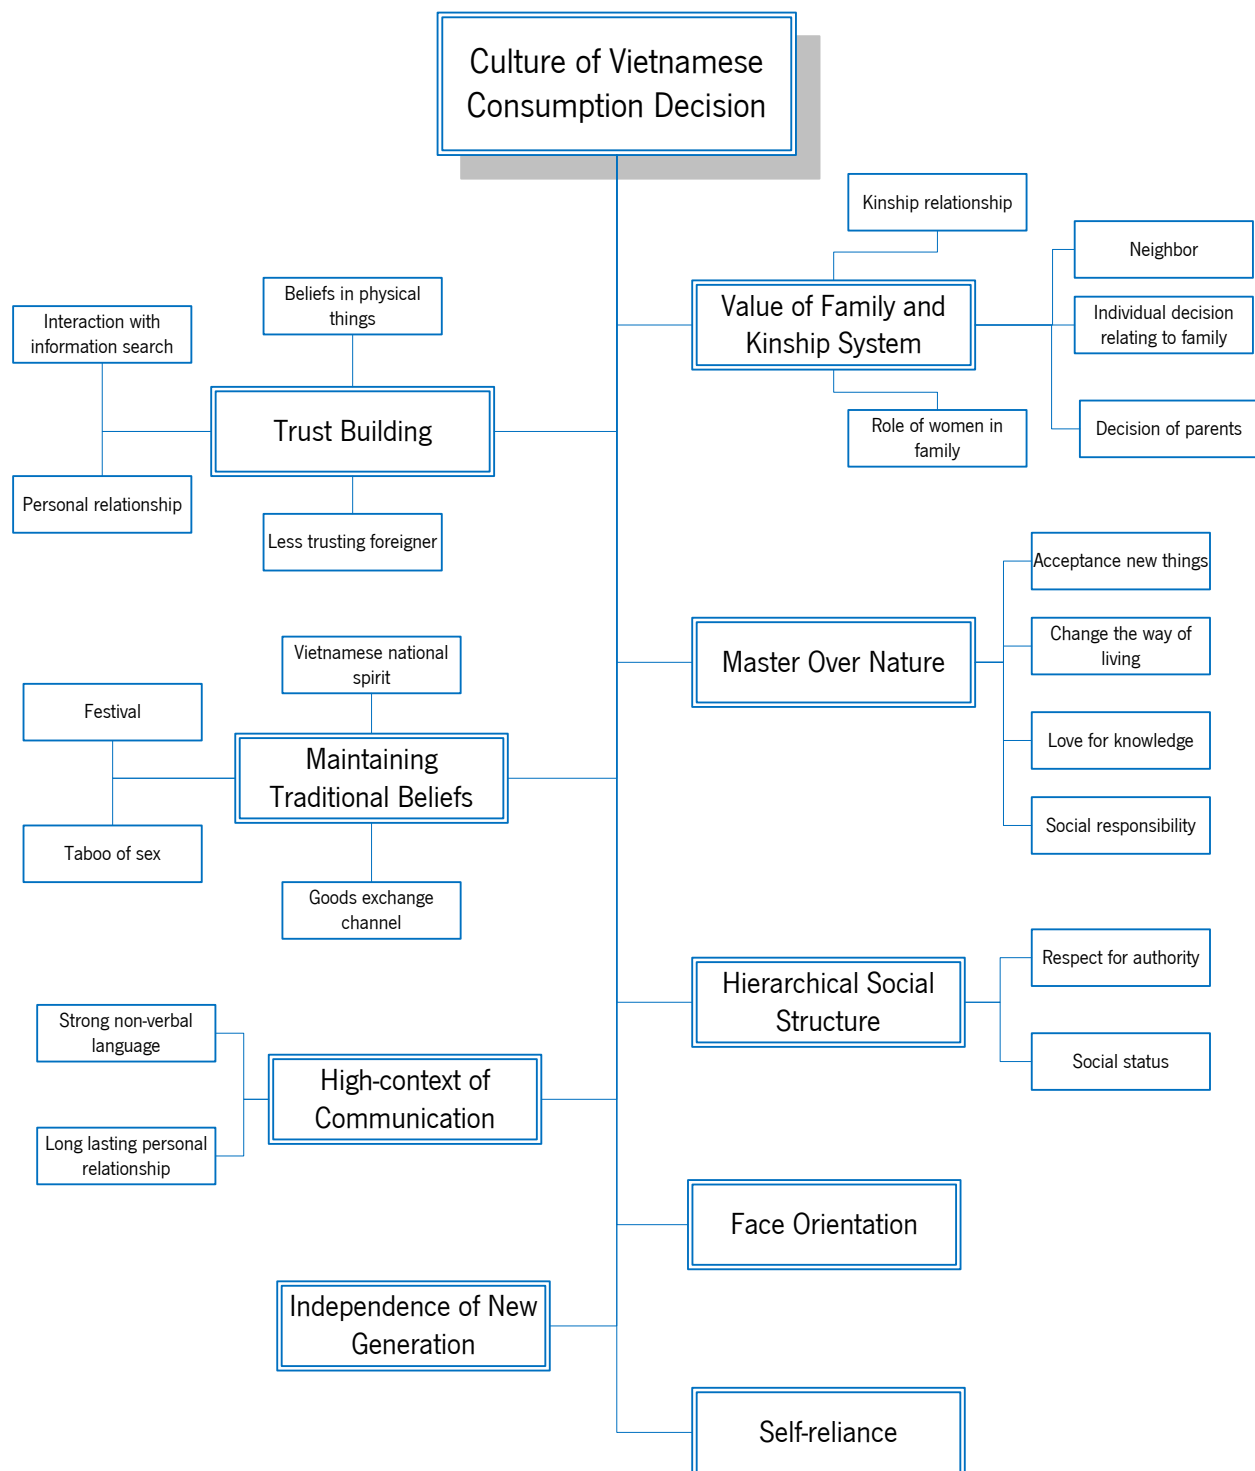 Culture of Vietnamese
Consumption Decision
Kinship relationship
Neighbor
Value of Family and
Kinship System
Individual decision
relating to family
Role of women in
family
Decision of parents
Beliefs in physical
things
Interaction with
information search
Trust Building
Personal relationship
Less trusting foreigner
Acceptance new things
Change the way of
living
Master Over Nature
Love for knowledge
Social responsibility
Vietnamese national
spirit
Festival
Maintaining
Traditional Beliefs
Taboo of sex
Goods exchange
channel
Respect for authority
Hierarchical Social
Structure
Social status
Strong non-verbal
language
High-context of
Communication
Long lasting personal
relationship
Face Orientation
Independence of New
Generation
Self-reliance